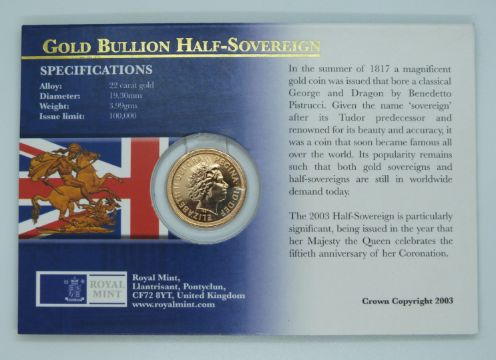 GOLD BULLION HALF-SOVEREIGN
SPECIFICATIONS
Alloy: 22 carat gold
Diameter: 19.30mm
Weight: 3.99gms
Issue limit: 100,000
In the summer of 1817 a magnificent
gold coin was issued that bore a classical
George and Dragon by Benedetto
Pistrucci. Given the name 'sovereign'
after its Tudor predecessor and
renowned for its beauty and accuracy, it
was a coin that soon became famous all
over the world. Its popularity remains
such that both gold sovereigns and
half-sovereigns are still in worldwide
demand today.
The 2003 Half-Sovereign is particularly
significant, being issued in the year that
her Majesty the Queen celebrates the
fiftieth anniversary of her Coronation.
ELIZABETH
REGINA
ROYAL
MINT
Royal Mint,
Llantrisant, Pontyclun,
CF72 8YT, United Kingdom
www.royalmint.com
Crown Copyright 2003